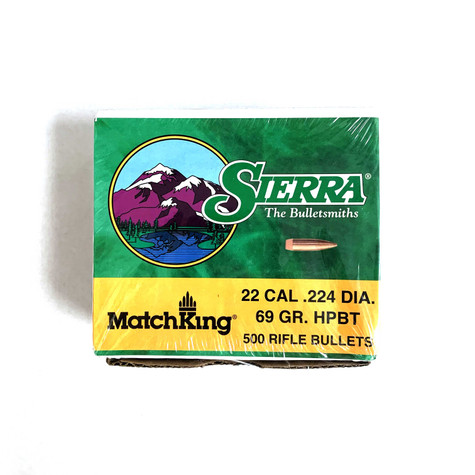 SIERRA®
The Bulletsmiths
22 CAL .224 DIA.
MatchKing®
69 GR. HPBT
500 RIFLE BULLETS